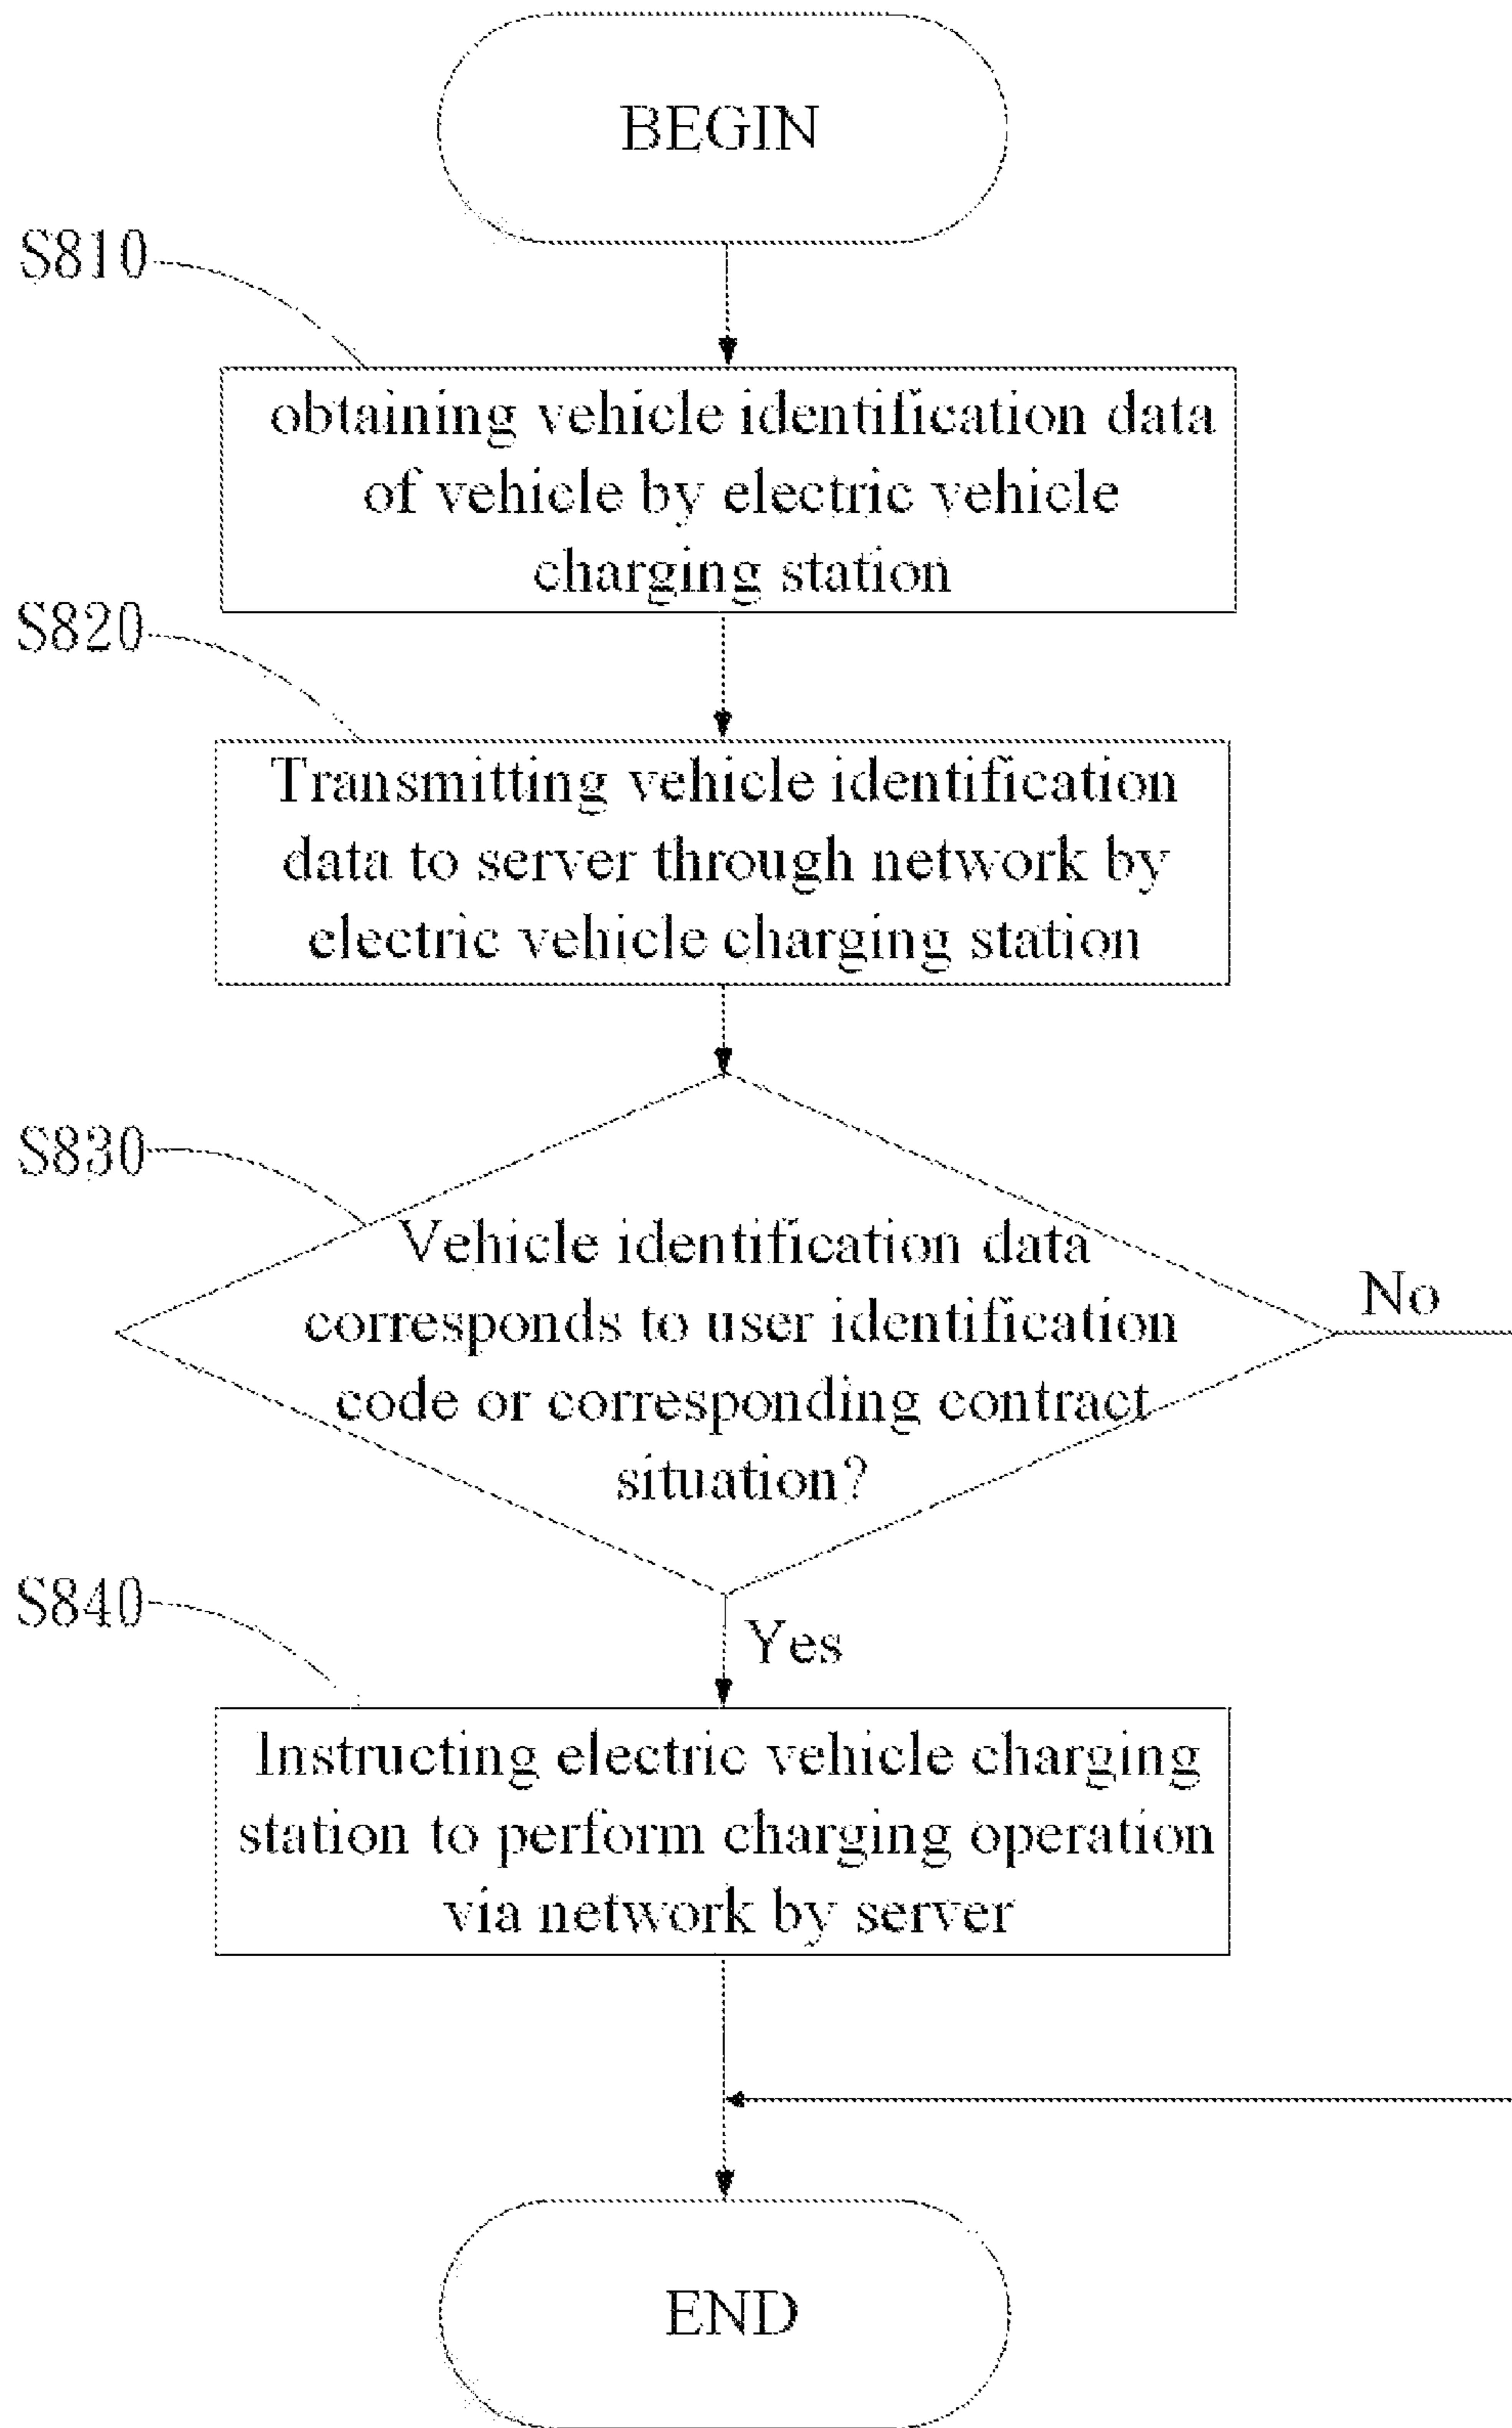 BEGIN
S810
obtaining vehicle identification data
of vehicle by electric vehicle
charging station
S820
Transmitting vehicle identification
data to server through network by
electric vehicle charging station
S830
Vehicle identification data
corresponds to user identification
code or corresponding contract
situation?
No
S840
Yes
Instructing electric vehicle charging
station to perform charging operation
via network by server
END